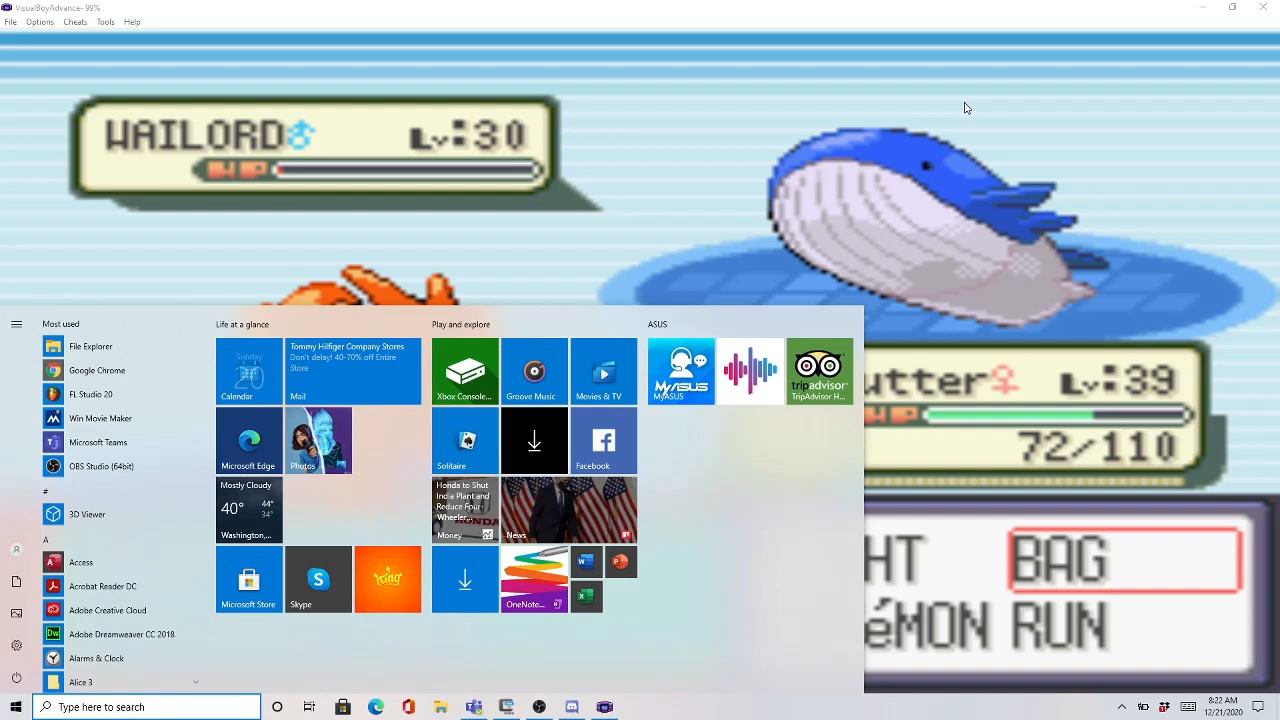 VisualBoyAdvance- 99%
File Options Cheats Tools Help
WAILORD♂ Lv:30
HP
Most used
File Explorer
Google Chrome
FL Studio 20
Win Movie Maker
Microsoft Teams
OBS Studio (64bit)
#
3D Viewer
A
Access
Acrobat Reader DC
Adobe Creative Cloud
Adobe Dreamweaver CC 2018
Alarms & Clock
Alice 3
Life at a glance
Sunday
20
Calendar
Tommy Hilfiger Company Stores
Don't delay! 40-70% off Entire
Store
Mail
Microsoft Edge
Photos
Mostly Cloudy
40° 44°
34°
Washington,...
Microsoft Store
Skype
King
Play and explore
Xbox Console...
Groove Music
Movies & TV
Solitaire
Facebook
Honda to Shut
India Plant and
Reduce Four-
Wheeler...
Money
News
OneNote...
ASUS
MyASUS
MyASUS
tripadvisor
TripAdvisor H...
utter♀ Lv:39
HP
72/110
HT BAG
éMON RUN
Type here to search
8:22 AM
12/21/2020